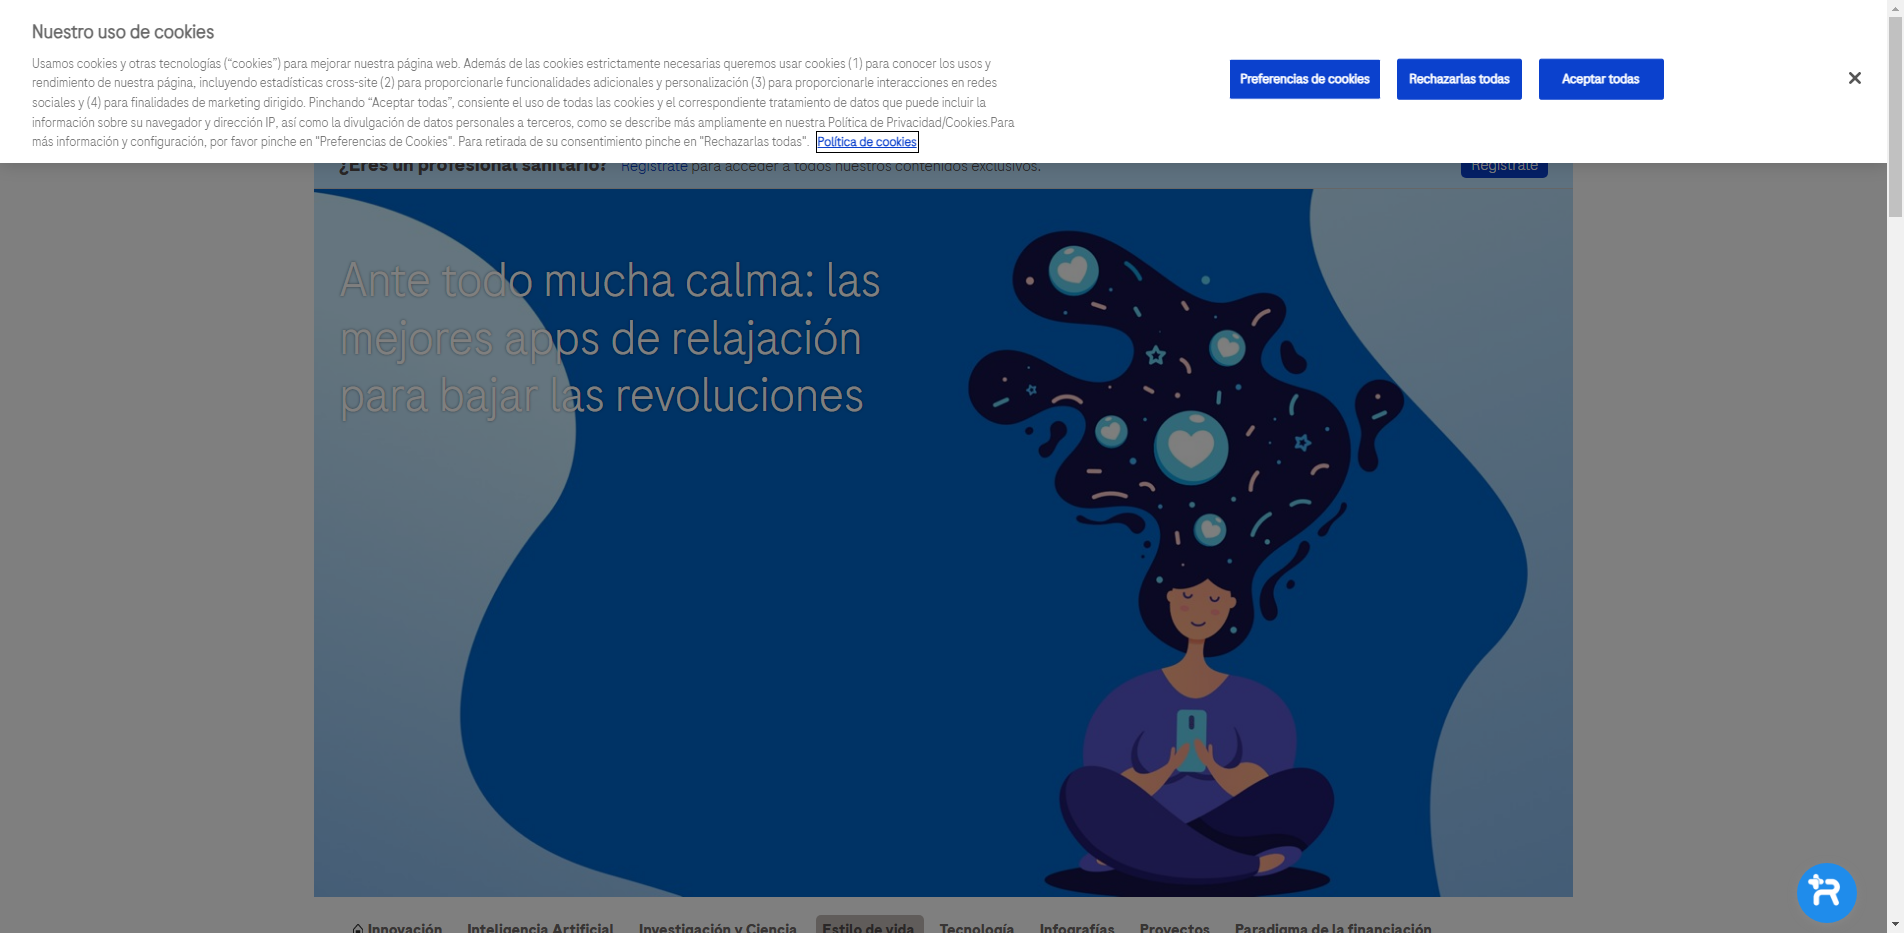 Nuestro uso de cookies
Usamos cookies y otras tecnologías (“cookies”) para mejorar nuestra página web. Además de las cookies estrictamente necesarias queremos usar cookies (1) para conocer los usos y
rendimiento de nuestra página, incluyendo estadísticas cross-site (2) para proporcionarle funcionalidades adicionales y personalización (3) para proporcionarle interacciones en redes
sociales y (4) para finalidades de marketing dirigido. Pinchando “Aceptar todas”, consiente el uso de todas las cookies y el correspondiente tratamiento de datos que puede incluir la
información sobre su navegador y dirección IP, así como la divulgación de datos personales a terceros, como se describe más ampliamente en nuestra Política de Privacidad/Cookies.Para
más información y configuración, por favor pinche en "Preferencias de Cookies". Para retirada de su consentimiento pinche en "Rechazarlas todas". Política de cookies
Preferencias de cookies Rechazarlas todas Aceptar todas
¿Eres un profesional sanitario? Regístrate para acceder a todos nuestros contenidos exclusivos. Regístrate
Ante todo mucha calma: las
mejores apps de relajación
para bajar las revoluciones
Innovación Inteligencia Artificial Investigación y Ciencia Estilo de vida Tecnología Infografías Proyectos Paradigma de la financiación